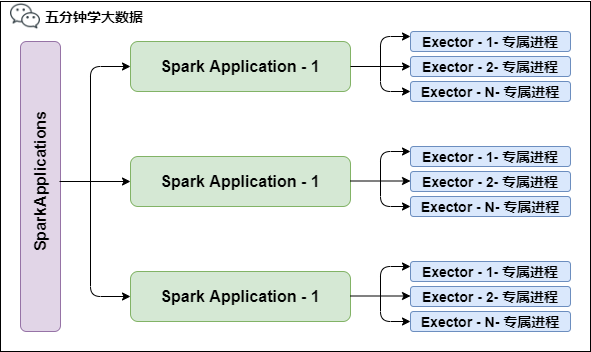 五分钟学大数据
SparkApplications
Spark Application - 1
Exector - 1- 专属进程
Exector - 2- 专属进程
Exector - N- 专属进程
Spark Application - 1
Exector - 1- 专属进程
Exector - 2- 专属进程
Exector - N- 专属进程
Spark Application - 1
Exector - 1- 专属进程
Exector - 2- 专属进程
Exector - N- 专属进程